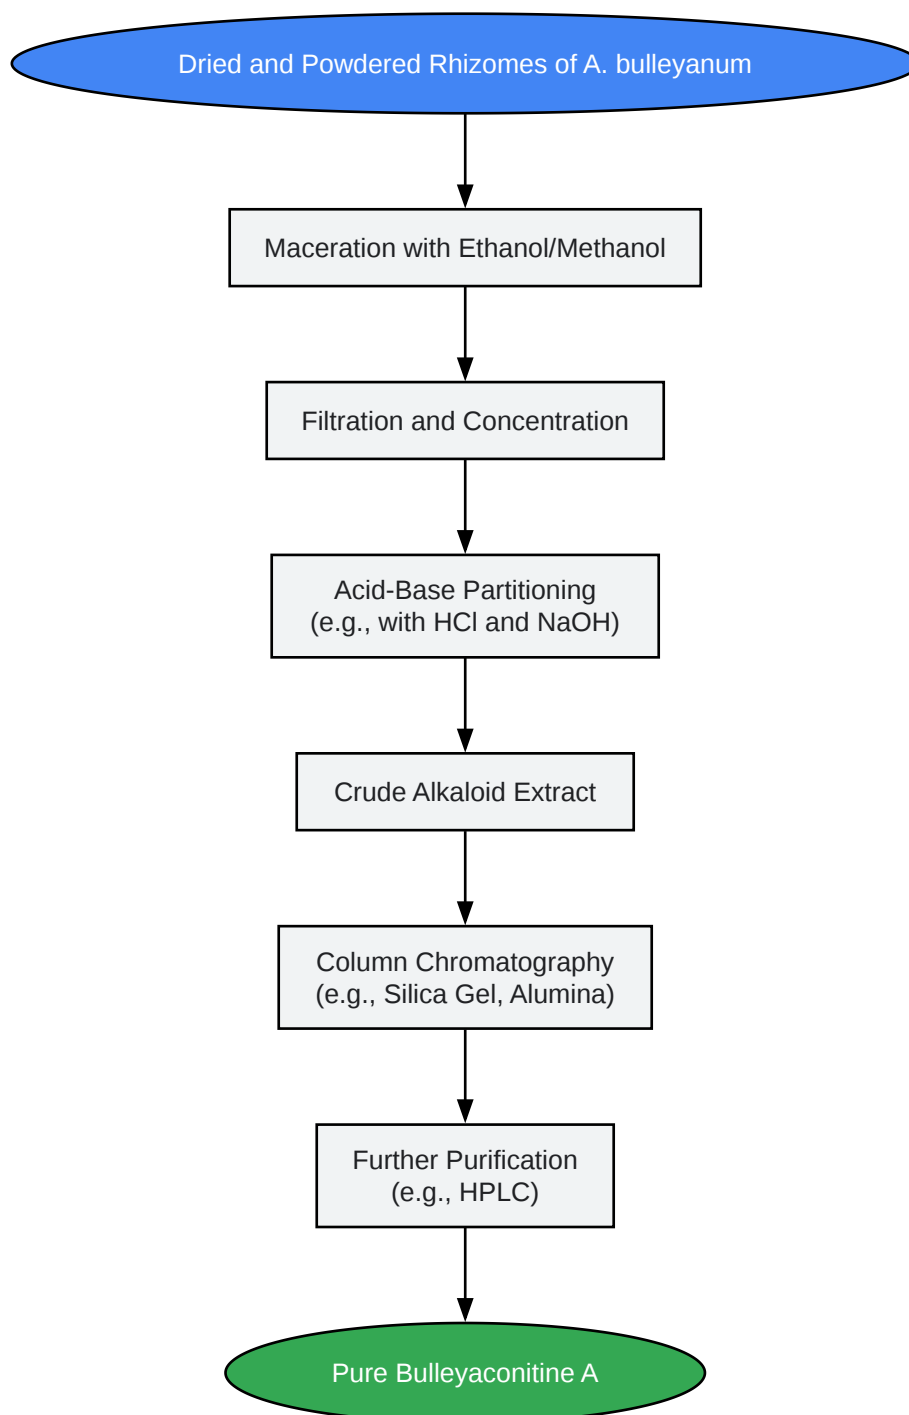 Dried and Powdered Rhizomes of A. bulleyanum
Maceration with Ethanol/Methanol
Filtration and Concentration
Acid-Base Partitioning
(e.g., with HCl and NaOH)
Crude Alkaloid Extract
Column Chromatography
(e.g., Silica Gel, Alumina)
Further Purification
(e.g., HPLC)
Pure Bulleyaconitine A